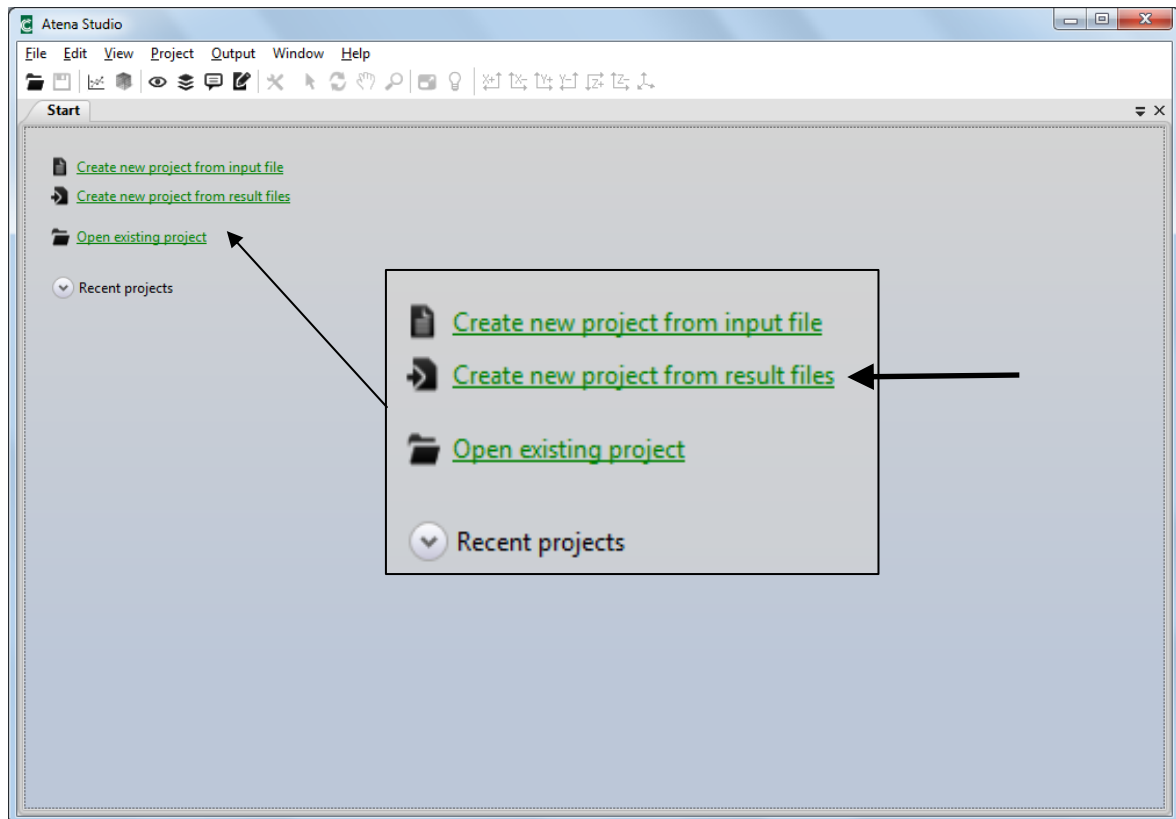 Atena Studio
File Edit View Project Output Window Help
X+ X- Y+ Y- Z+ Z-
Start
Create new project from input file
Create new project from result files
Open existing project
Recent projects
Create new project from input file
Create new project from result files
Open existing project
Recent projects